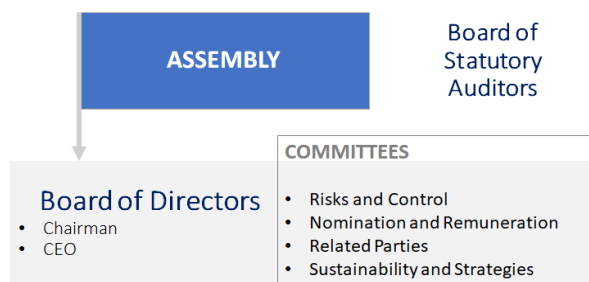 ASSEMBLY
Board of
Statutory
Auditors
COMMITTEES
Board of Directors
• Chairman
• CEO
• Risks and Control
• Nomination and Remuneration
• Related Parties
• Sustainability and Strategies